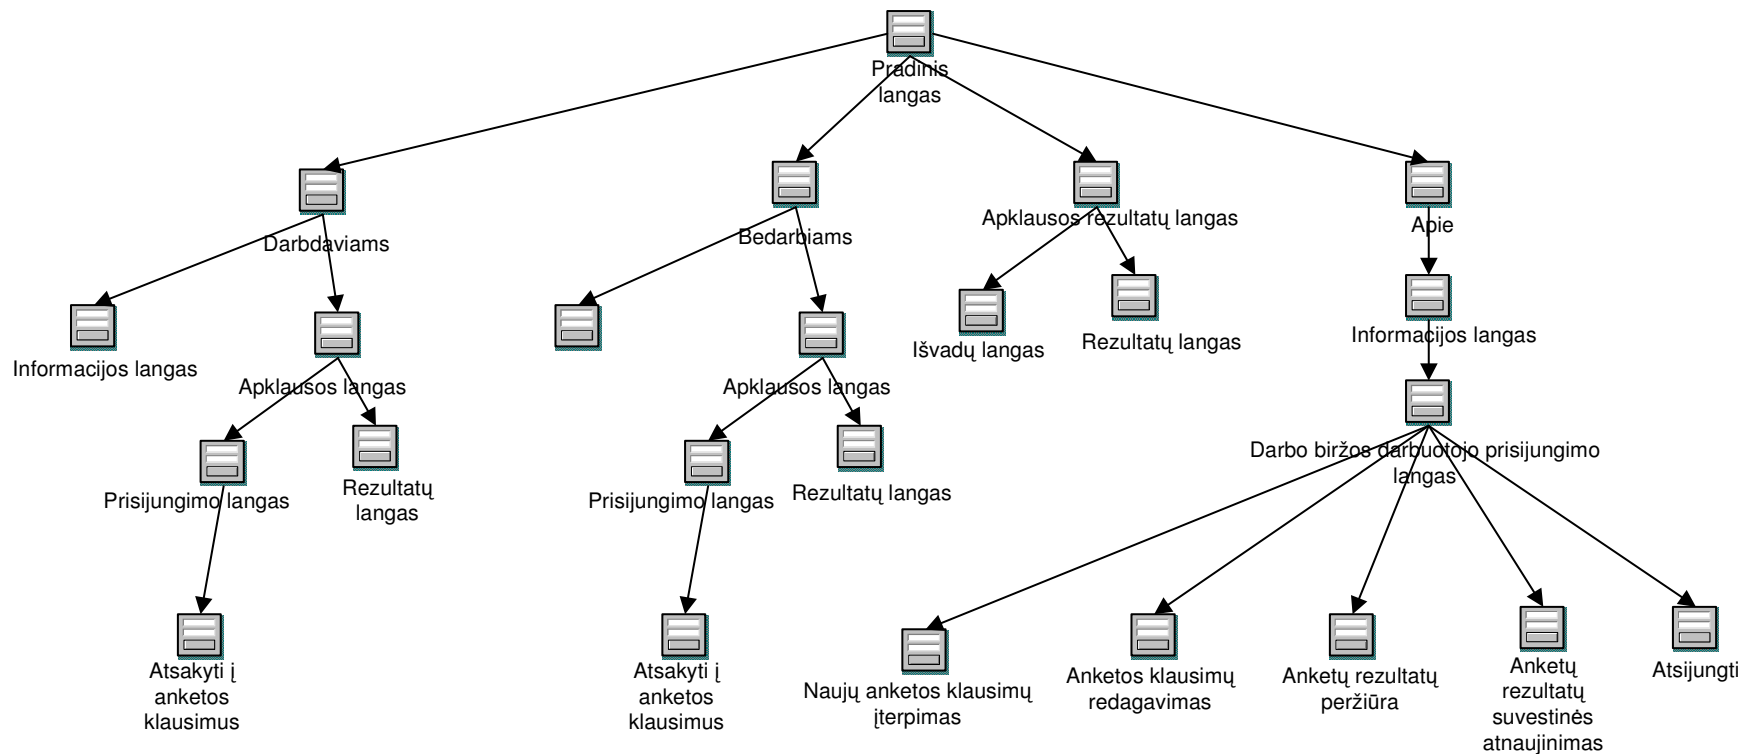 Pradinis
langas
Darbdaviams
Bedarbiams
Apklausos rezultatų langas
Apie
Informacijos langas
Apklausos langas
Apklausos langas
Išvadų langas
Rezultatų langas
Informacijos langas
Prisijungimo langas
Rezultatų
langas
Prisijungimo langas
Rezultatų langas
Darbo biržos darbuotojo prisijungimo
langas
Atsakyti į
anketos
klausimus
Atsakyti į
anketos
klausimus
Naujų anketos klausimų
įterpimas
Anketos klausimų
redagavimas
Anketų rezultatų
peržiūra
Anketų
rezultatų
suvestinės
atnaujinimas
Atsijungti